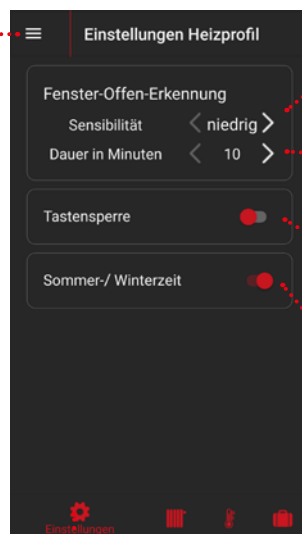 Einstellungen Heizprofil
Fenster-Offen-Erkennung
Sensibilität niedrig
Dauer in Minuten 10
Tastensperre
Sommer-/ Winterzeit
Einstellungen